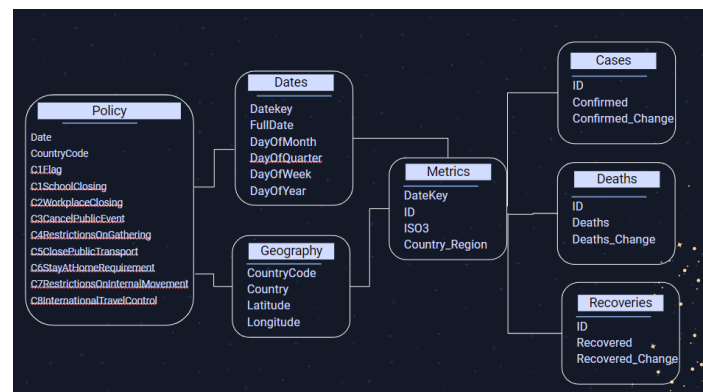 Policy
Date
CountryCode
C1Flag
C1SchoolClosing
C2WorkplaceClosing
C3CancelPublicEvent
C4RestrictionsOnGathering
C5ClosePublicTransport
C6StayAtHomeRequirement
C7RestrictionsOnInternalMovement
C8InternationalTravelControl
Dates
Datekey
FullDate
DayOfMonth
DayOfQuarter
DayOfWeek
DayOfYear
Geography
CountryCode
Country
Latitude
Longitude
Metrics
DateKey
ID
ISO3
Country_Region
Cases
ID
Confirmed
Confirmed_Change
Deaths
ID
Deaths
Deaths_Change
Recoveries
ID
Recovered
Recovered_Change